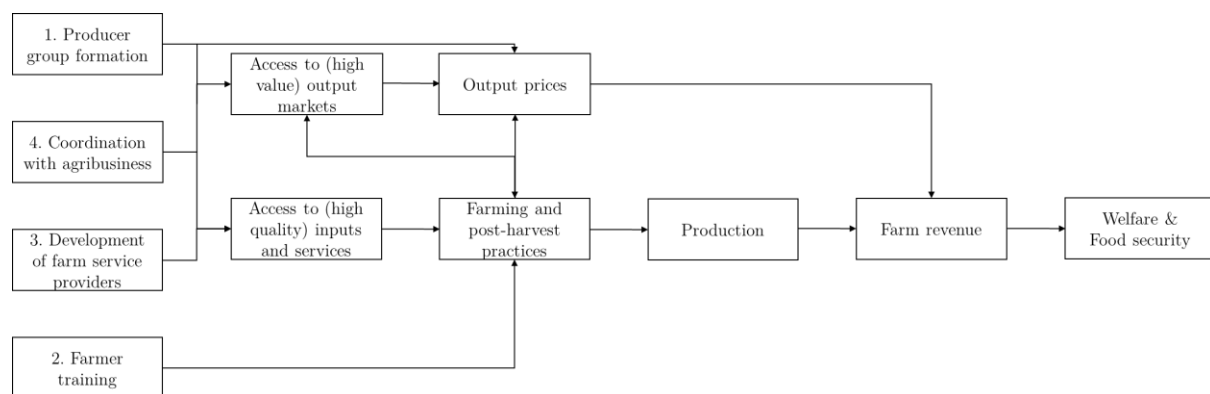 1. Producer
group formation
Access to (high
value) output
markets
Output prices
4. Coordination
with agribusiness
3. Development
of farm service
providers
Access to (high
quality) inputs
and services
Farming and
post-harvest
practices
Production
Farm revenue
Welfare &
Food security
2. Farmer
training